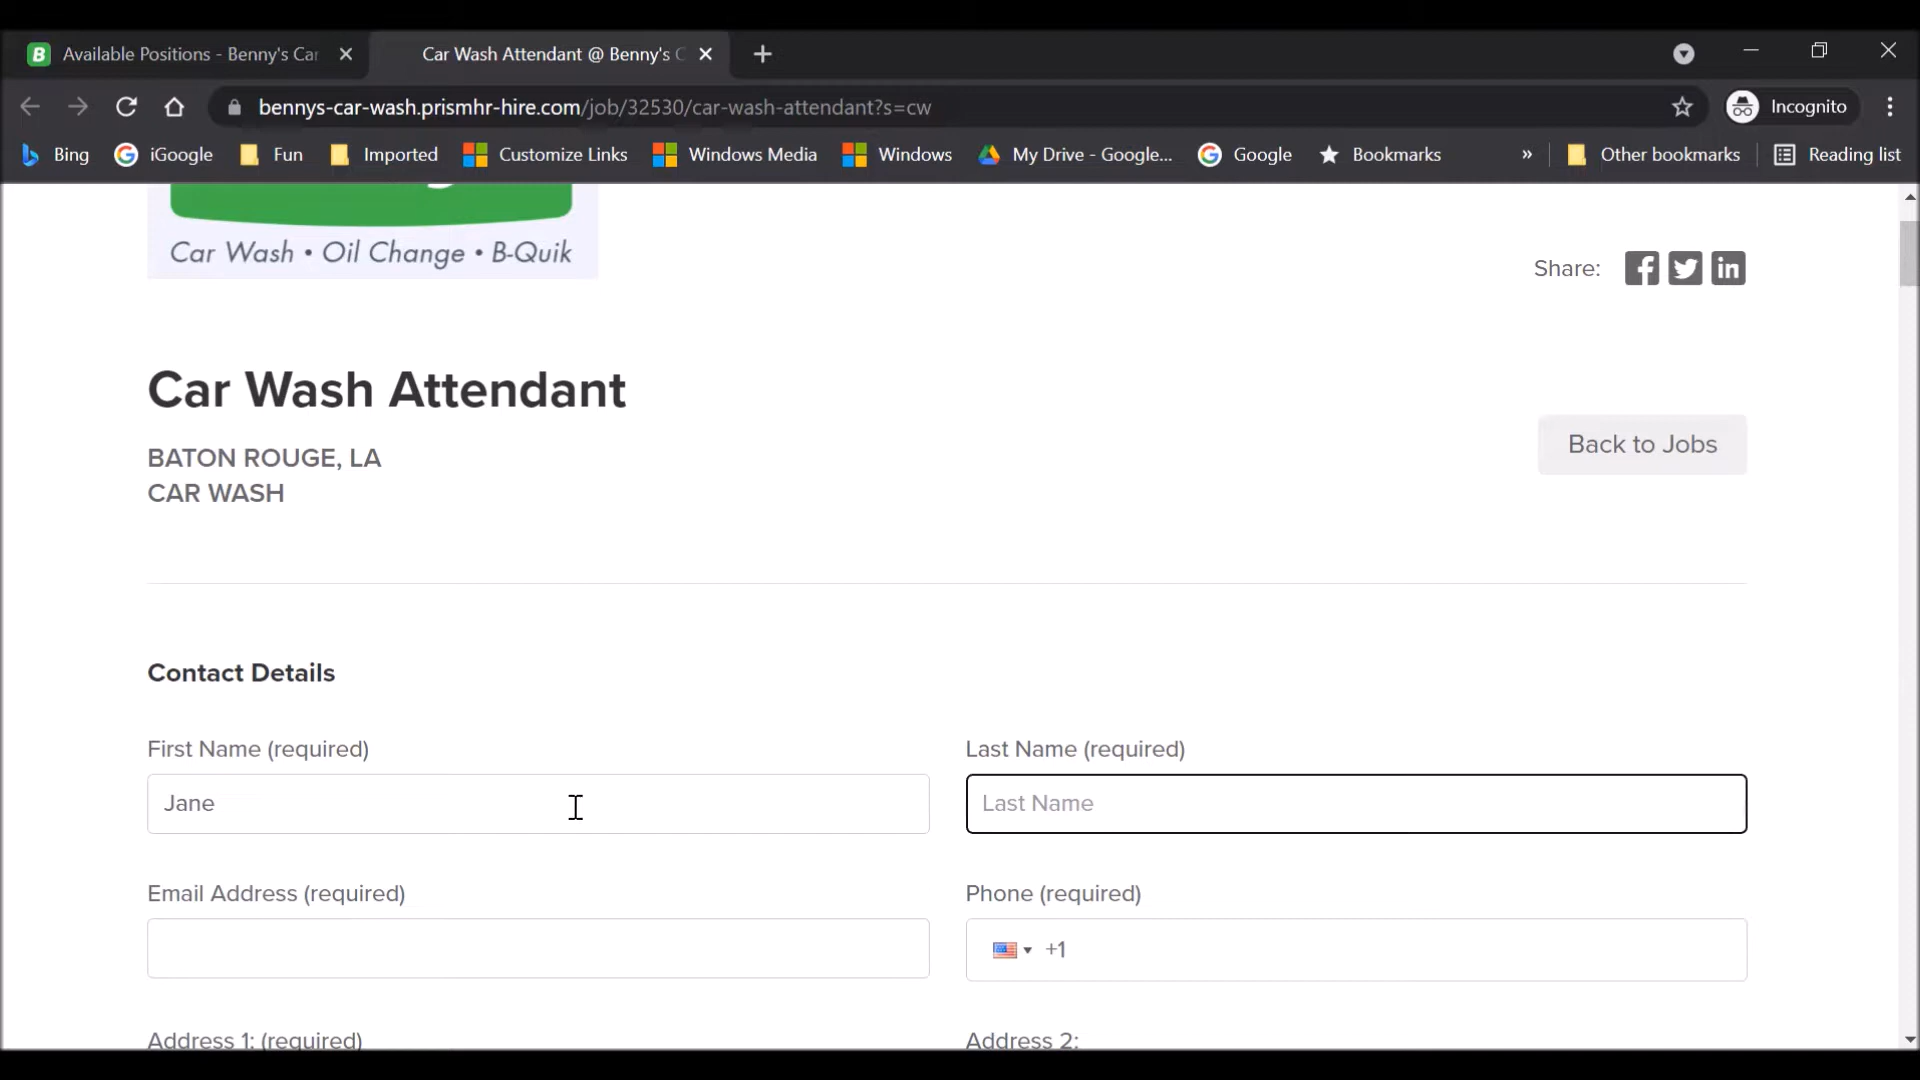 Available Positions - Benny's Car
Car Wash Attendant @ Benny's C
bennys-car-wash.prismhr-hire.com/job/32530/car-wash-attendant?s=cw
Incognito
Bing
iGoogle
Fun
Imported
Customize Links
Windows Media
Windows
My Drive - Google...
Google
Bookmarks
»
Other bookmarks
Reading list
Car Wash • Oil Change • B-Quik
Share:
Car Wash Attendant
BATON ROUGE, LA
CAR WASH
Back to Jobs
Contact Details
First Name (required)
Last Name (required)
Jane
Last Name
Email Address (required)
Phone (required)
+1
Address 1: (required)
Address 2: